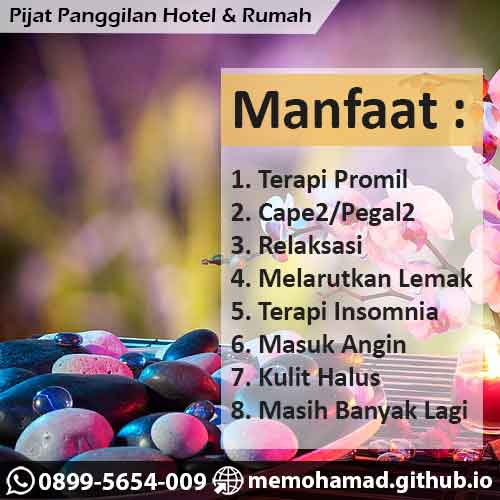 Pijat Panggilan Hotel & Rumah
Manfaat :
1. Terapi Promil
2. Cape2/Pegal2
3. Relaksasi
4. Melarutkan Lemak
5. Terapi Insomnia
6. Masuk Angin
7. Kulit Halus
8. Masih Banyak Lagi
0899-5654-009 memohamad.github.io